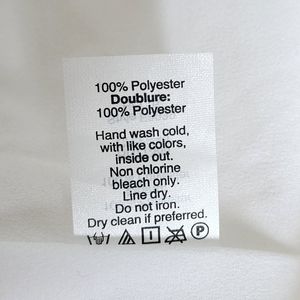 100% Polyester
Doublure:
100% Polyester
Hand wash cold,
with like colors,
inside out.
Non chlorine
bleach only.
Line dry.
Do not iron.
Dry clean if preferred.
P